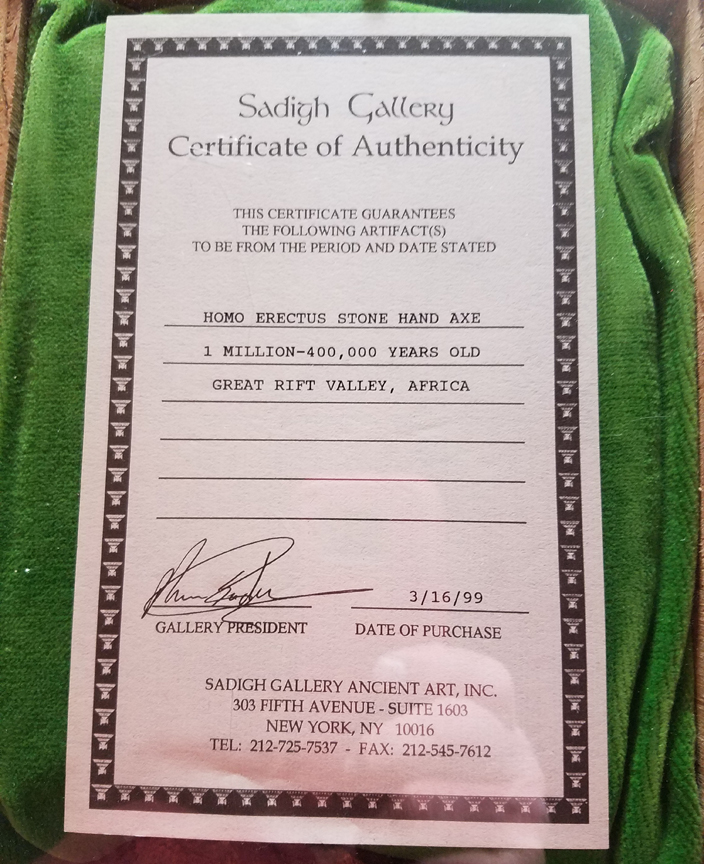 Sadigh Gallery
Certificate of Authenticity
THIS CERTIFICATE GUARANTEES
THE FOLLOWING ARTIFACT(S)
TO BE FROM THE PERIOD AND DATE STATED
HOMO ERECTUS STONE HAND AXE
1 MILLION-400,000 YEARS OLD
GREAT RIFT VALLEY, AFRICA
3/16/99
GALLERY PRESIDENT DATE OF PURCHASE
SADIGH GALLERY ANCIENT ART, INC.
303 FIFTH AVENUE - SUITE 1603
NEW YORK, NY 10016
TEL: 212-725-7537 - FAX: 212-545-7612